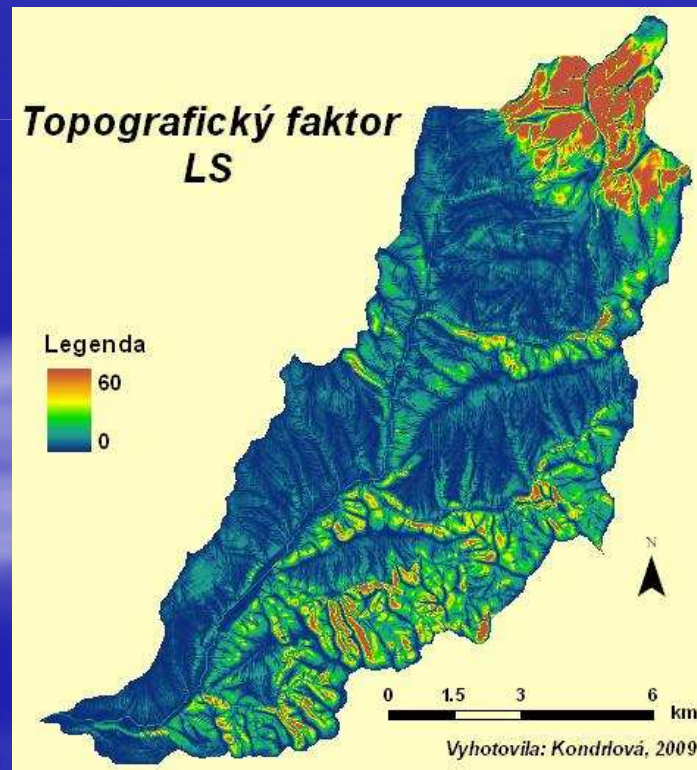 Topografický faktor
LS
Legenda
60
0
N
0 1.5 3 6
km
Vyhotovila: Kondrlová, 2009